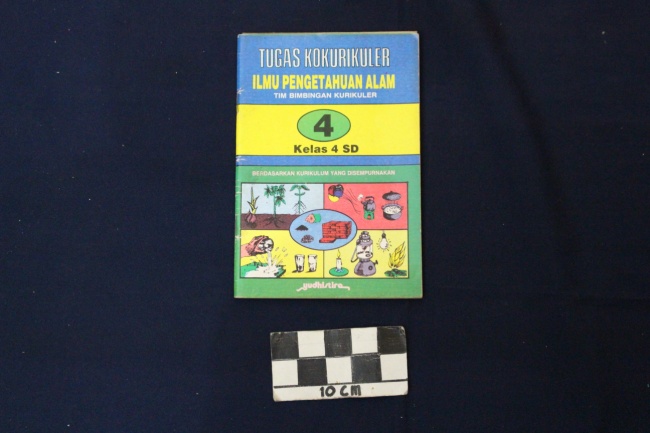 TUGAS KOKURIKULER
ILMU PENGETAHUAN ALAM
TIM BIMBINGAN KURIKULER
4
Kelas 4 SD
BERDASARKAN KURIKULUM YANG DISEMPURNAKAN
yudhistira
10 CM